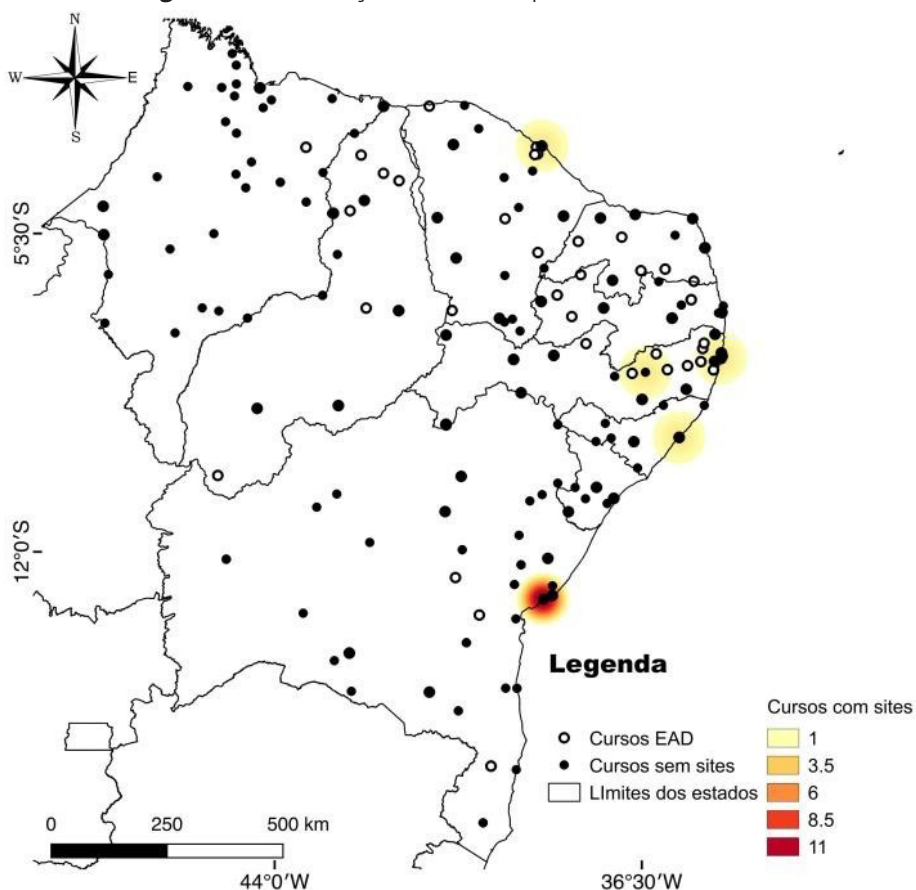 N
W E
S
5°30'S
12°0'S
Legenda
Cursos EAD
Cursos sem sites
LImites dos estados
Cursos com sites
1
3.5
6
8.5
11
0 250 500 km
44°0'W 36°30'W